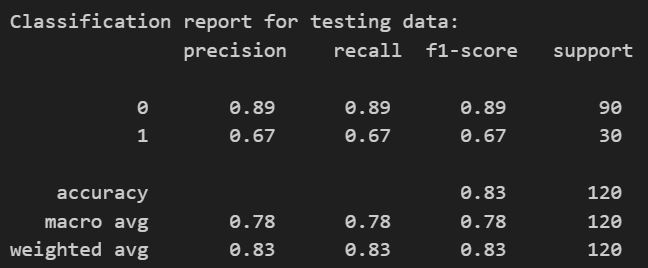 Classification report for testing data:
precision recall f1-score support
0 0.89 0.89 0.89 90
1 0.67 0.67 0.67 30
accuracy 0.83 120
macro avg 0.78 0.78 0.78 120
weighted avg 0.83 0.83 0.83 120